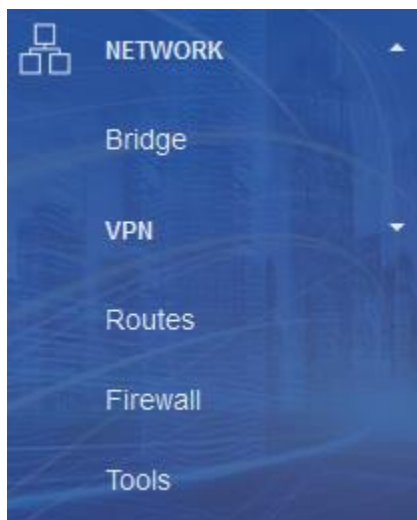 NETWORK
Bridge
VPN
Routes
Firewall
Tools